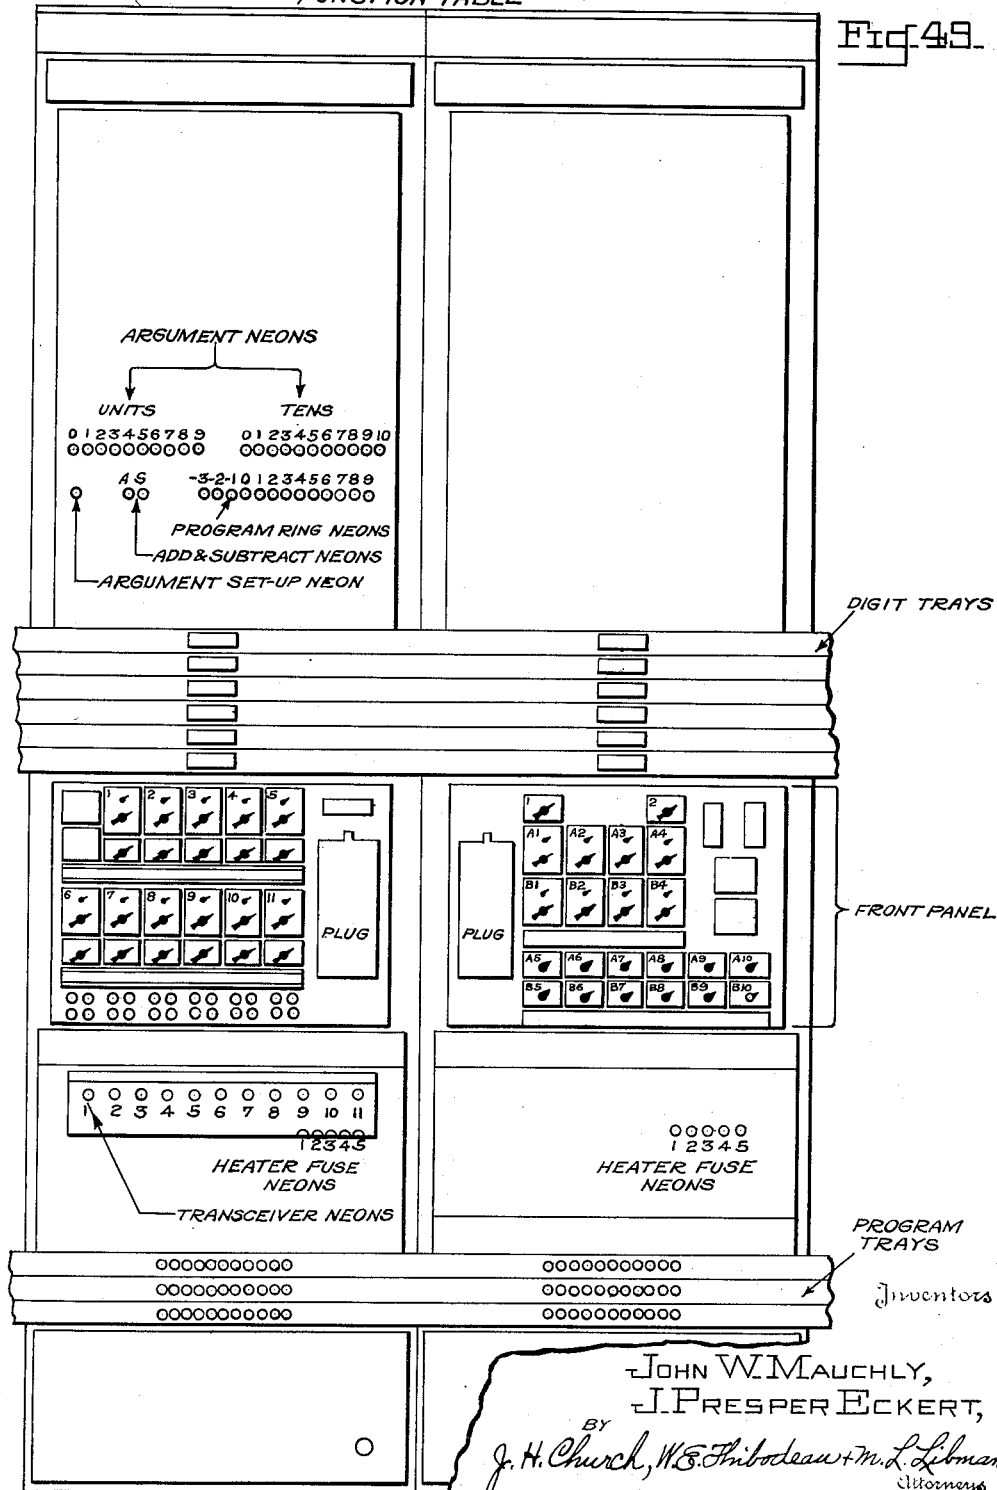 FUNCTION TABLE
Fig. 49.
ARGUMENT NEONS
UNITS TENS
0 1 2 3 4 5 6 7 8 9 0 1 2 3 4 5 6 7 8 9 10
A S -3 -2 -1 0 1 2 3 4 5 6 7 8 9
PROGRAM RING NEONS
ADD & SUBTRACT NEONS
ARGUMENT SET-UP NEON
DIGIT TRAYS
1 2 3 4 5
1 2
A1 A2 A3 A4
B1 B2 B3 B4
6 7 8 9 10 11
PLUG
PLUG
FRONT PANEL
A5 A6 A7 A8 A9 A10
B5 B6 B7 B8 B9 B10
1 2 3 4 5 6 7 8 9 10 11
1 2 3 4 5
HEATER FUSE
NEONS
TRANSCEIVER NEONS
1 2 3 4 5
HEATER FUSE
NEONS
PROGRAM
TRAYS
Inventors
JOHN W. MAUCHLY,
J. PRESPER ECKERT,
BY
J. H. Church, W. E. Thibodeau + M. L. Libman
Attorneys